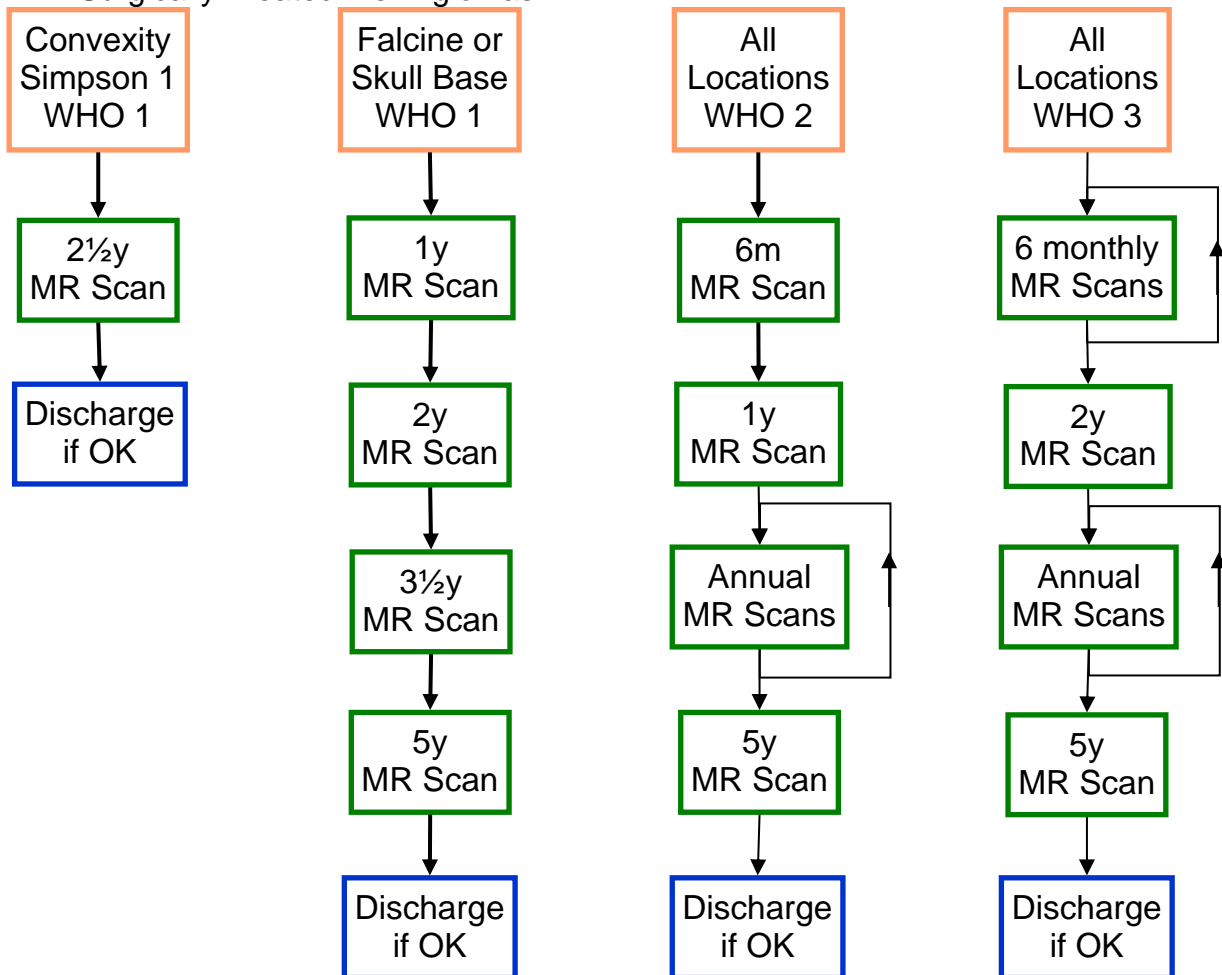 Convexity
Simpson 1
WHO 1
2½y
MR Scan
Discharge
if OK
Falcine or
Skull Base
WHO 1
1y
MR Scan
2y
MR Scan
3½y
MR Scan
5y
MR Scan
Discharge
if OK
All
Locations
WHO 2
6m
MR Scan
1y
MR Scan
Annual
MR Scans
5y
MR Scan
Discharge
if OK
All
Locations
WHO 3
6 monthly
MR Scans
2y
MR Scan
Annual
MR Scans
5y
MR Scan
Discharge
if OK